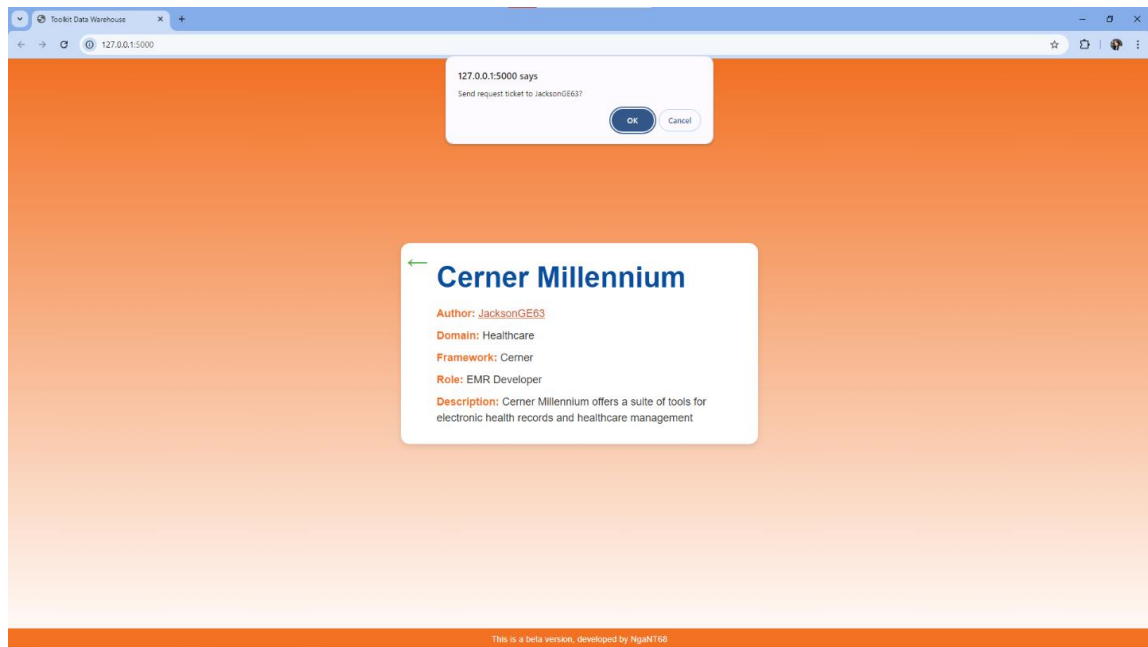 Toolkit Data Warehouse
127.0.0.1:5000
127.0.0.1:5000 says
Send request ticket to JacksonGE63?
OK Cancel
Cerner Millennium
Author: JacksonGE63
Domain: Healthcare
Framework: Cerner
Role: EMR Developer
Description: Cerner Millennium offers a suite of tools for
electronic health records and healthcare management
This is a beta version, developed by NgaNT68